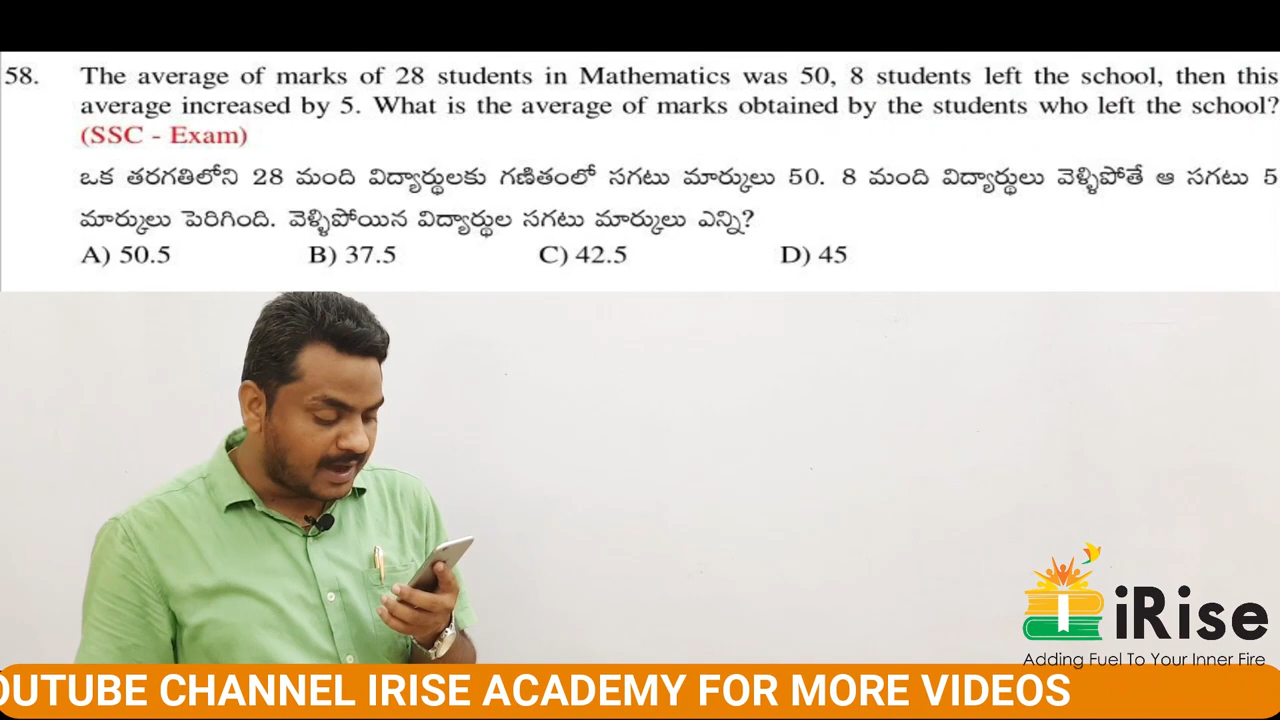 58. The average of marks of 28 students in Mathematics was 50, 8 students left the school, then this
average increased by 5. What is the average of marks obtained by the students who left the school?
(SSC - Exam)
ఒక తరగతిలోని 28 మంది విద్యార్థులకు గణితంలో సగటు మార్కులు 50. 8 మంది విద్యార్థులు వెళ్ళిపోతే ఆ సగటు 5
మార్కులు పెరిగింది. వెళ్ళిపోయిన విద్యార్థుల సగటు మార్కులు ఎన్ని?
A) 50.5 B) 37.5 C) 42.5 D) 45
iRise
Adding Fuel To Your Inner Fire
OUTUBE CHANNEL IRISE ACADEMY FOR MORE VIDEOS